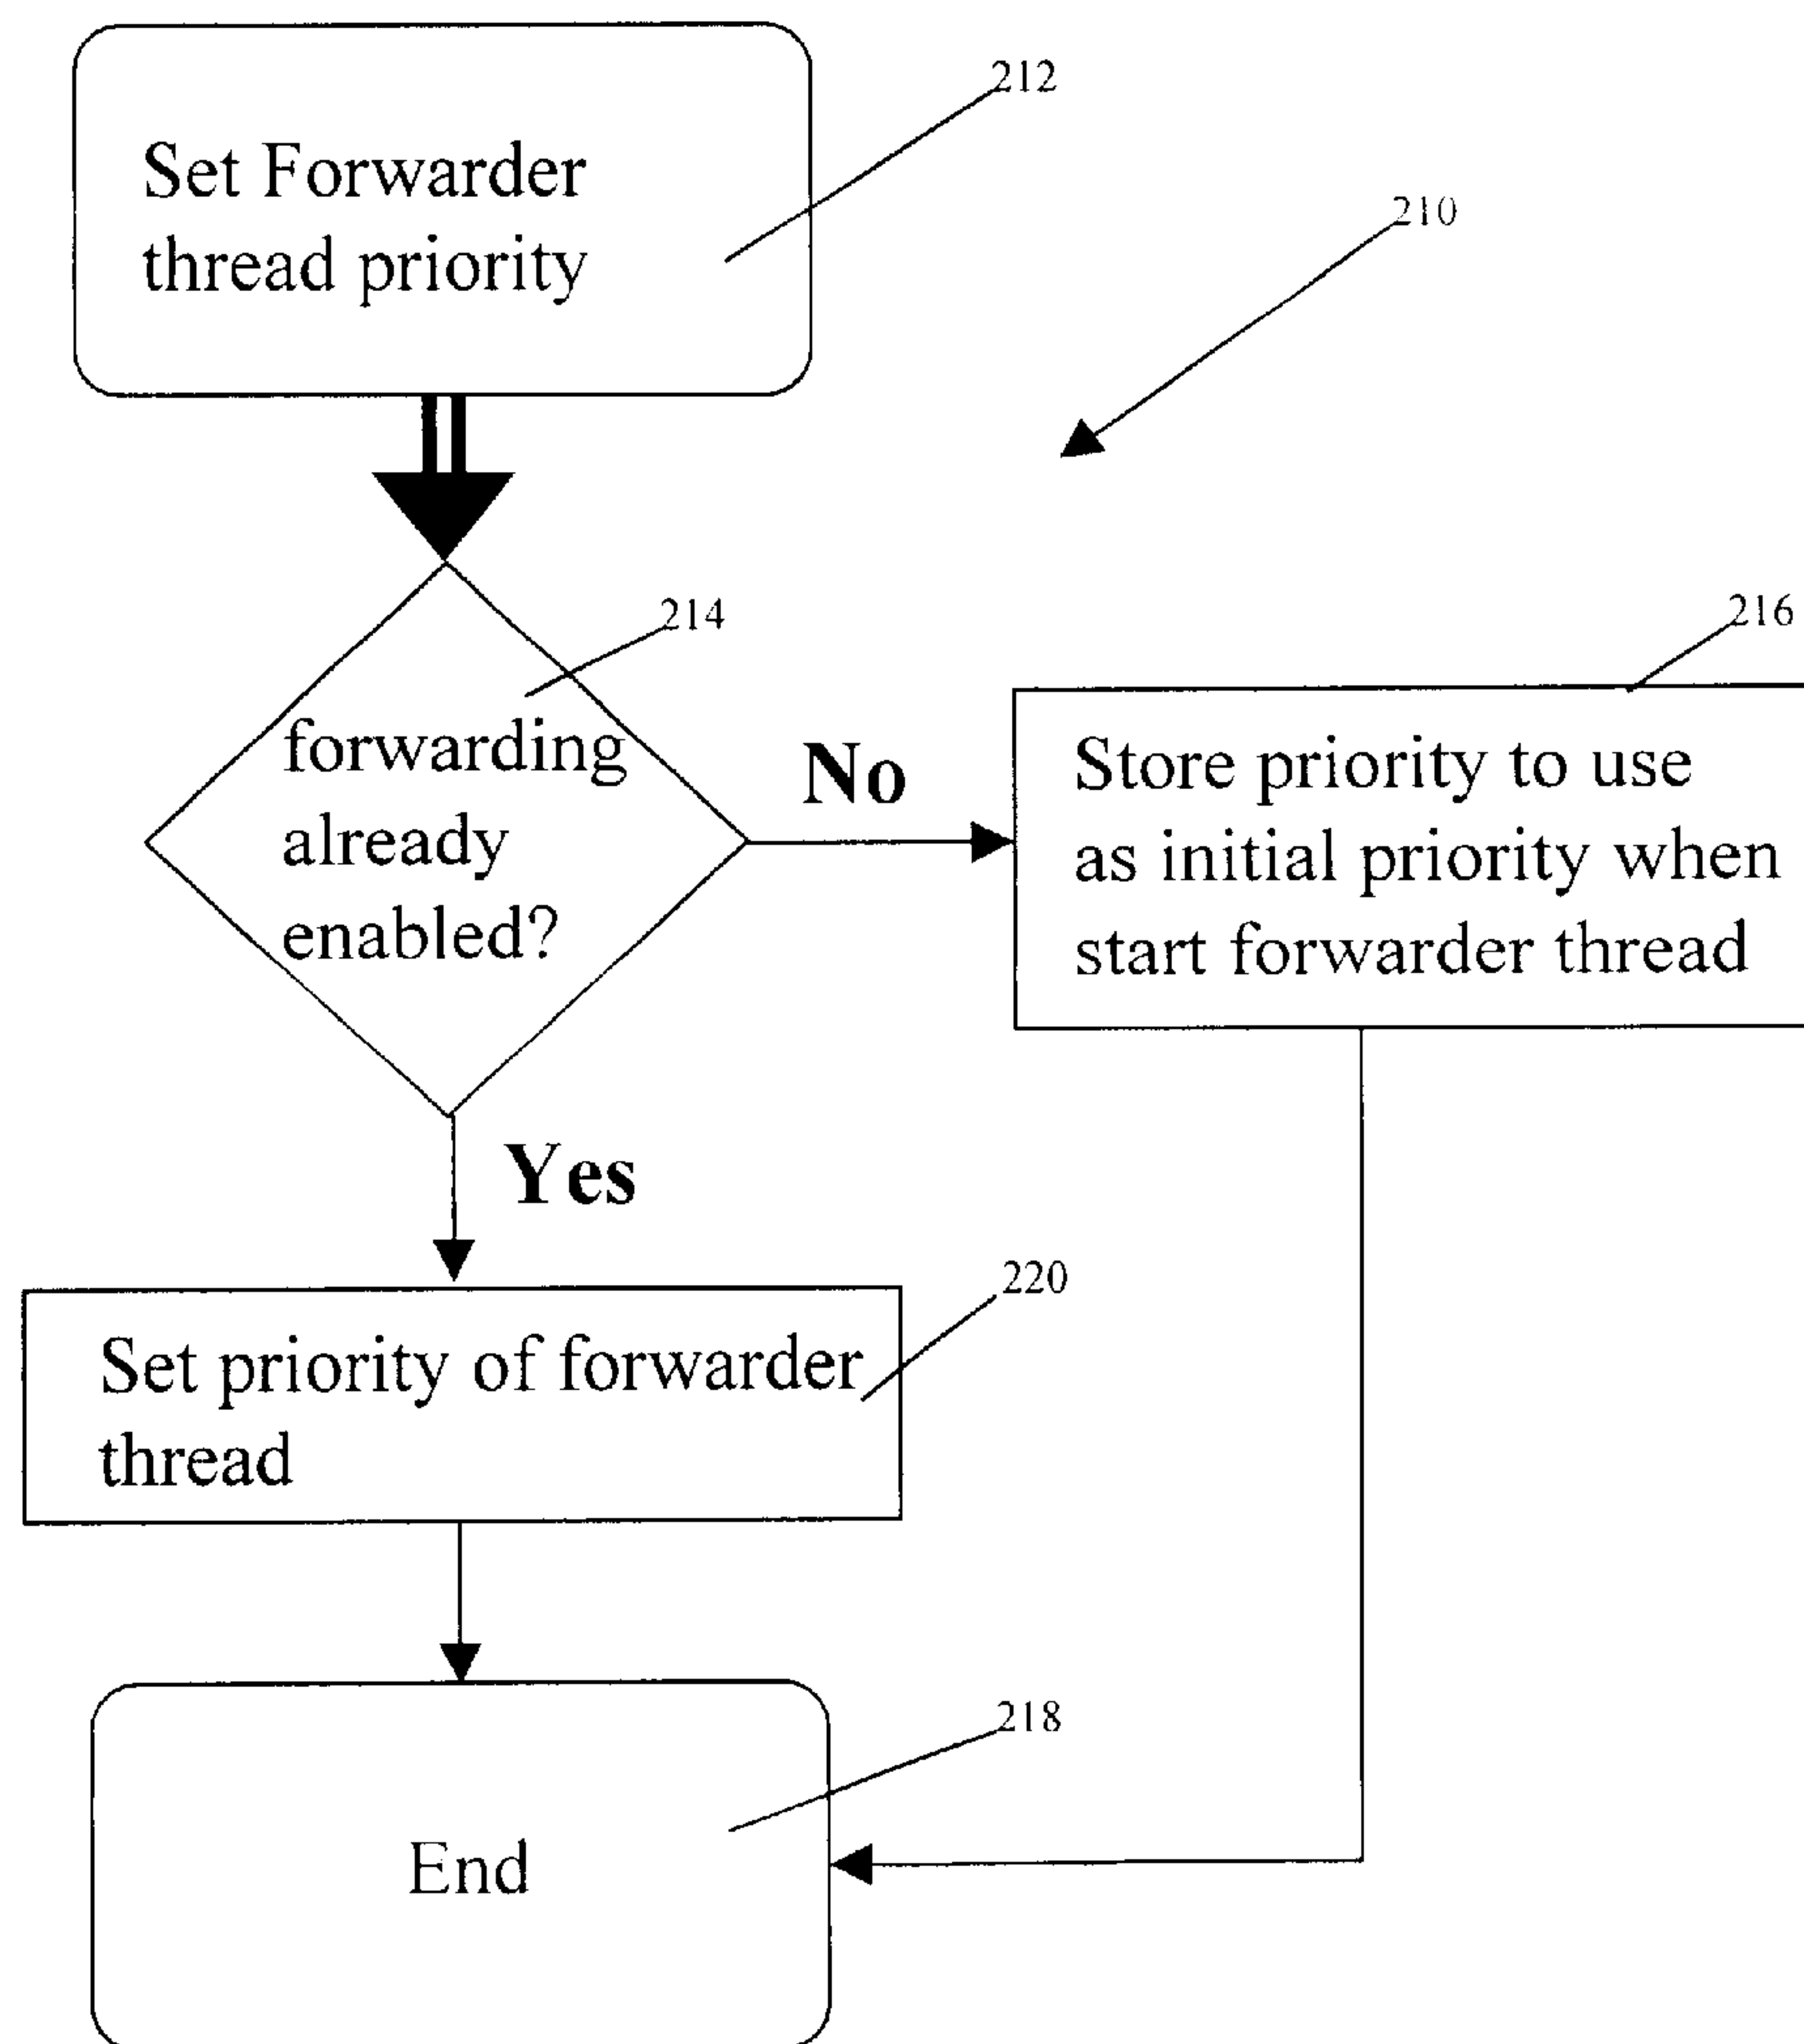 212
Set Forwarder
thread priority
210
214
forwarding
already
enabled?
No
216
Store priority to use
as initial priority when
start forwarder thread
Yes
220
Set priority of forwarder
thread
218
End